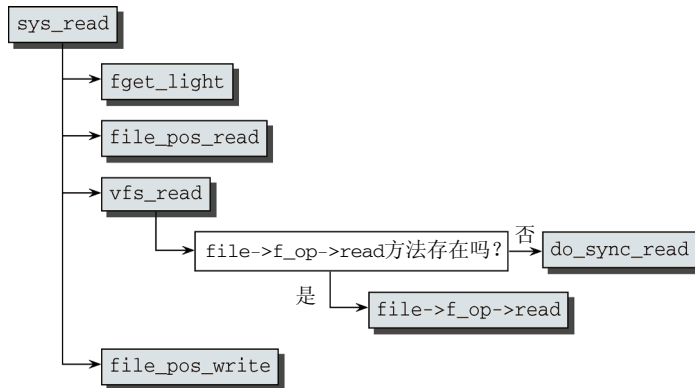 sys_read
fget_light
file_pos_read
vfs_read
file->f_op->read方法存在吗?
否
do_sync_read
是
file->f_op->read
file_pos_write